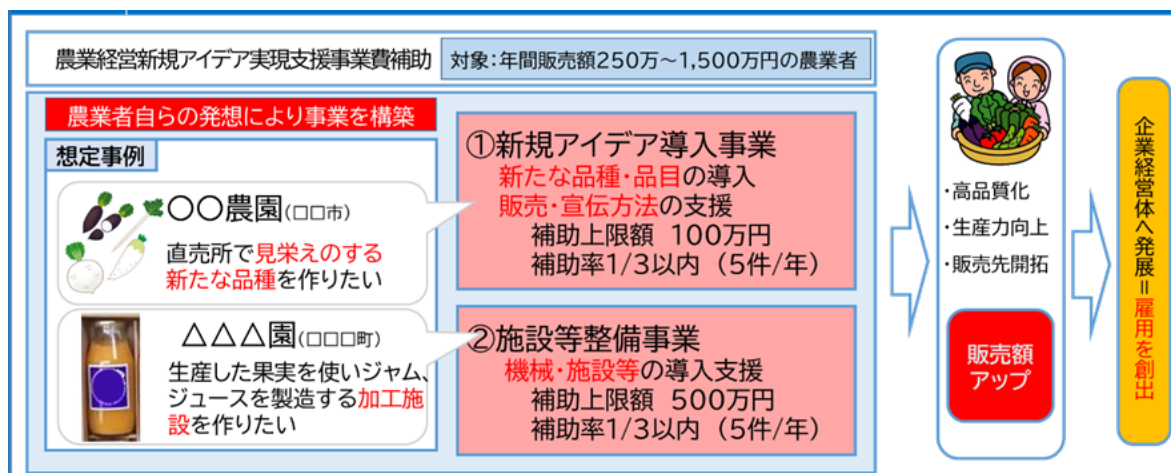 農業経営新規アイデア実現支援事業費補助
対象：年間販売額250万～1,500万円の農業者
農業者自らの発想により事業を構築
想定事例
〇〇農園(□□市)
直売所で見栄えのする
新たな品種を作りたい
△△△園(□□□町)
生産した果実を使いジャム、
ジュースを製造する加工施
設を作りたい
①新規アイデア導入事業
新たな品種・品目の導入
販売・宣伝方法の支援
補助上限額 100万円
補助率1/3以内（5件/年）
②施設等整備事業
機械・施設等の導入支援
補助上限額 500万円
補助率1/3以内（5件/年）
・高品質化
・生産力向上
・販売先開拓
販売額
アップ
企業経営体へ発展＝雇用を創出